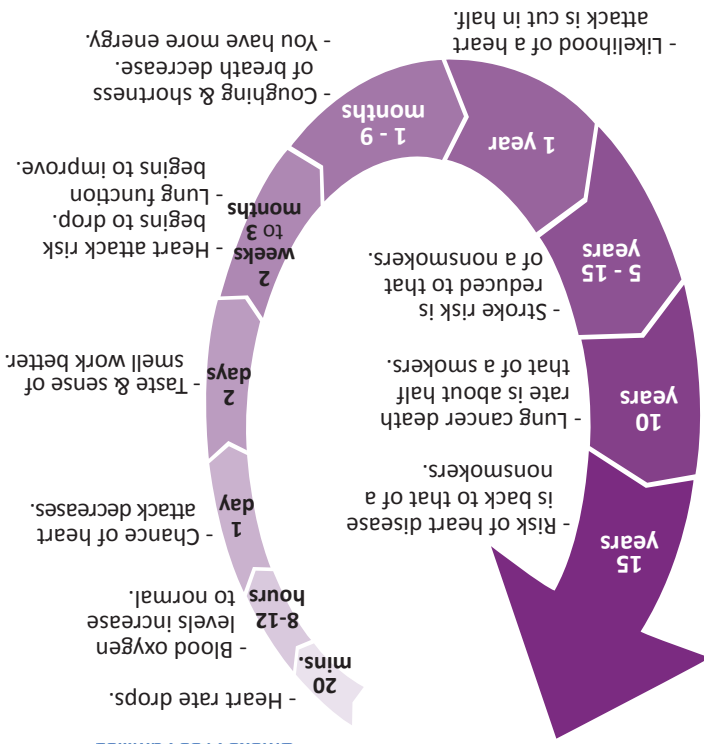 20
mins.
- Heart rate drops.
8-12
hours
- Blood oxygen
levels increase
to normal.
1
day
- Chance of heart
attack decreases.
2
days
- Taste & sense of
smell work better.
2
weeks
to 3
months
- Heart attack risk
begins to drop.
- Lung function
begins to improve.
1 - 9
months
- Coughing & shortness
of breath decrease.
- You have more energy.
1 year
- Likelihood of a heart
attack is cut in half.
5 - 15
years
- Stroke risk is
reduced to that
of a nonsmokers.
10
years
- Lung cancer death
rate is about half
that of a smokers.
15
years
- Risk of heart disease
is back to that of a
nonsmokers.